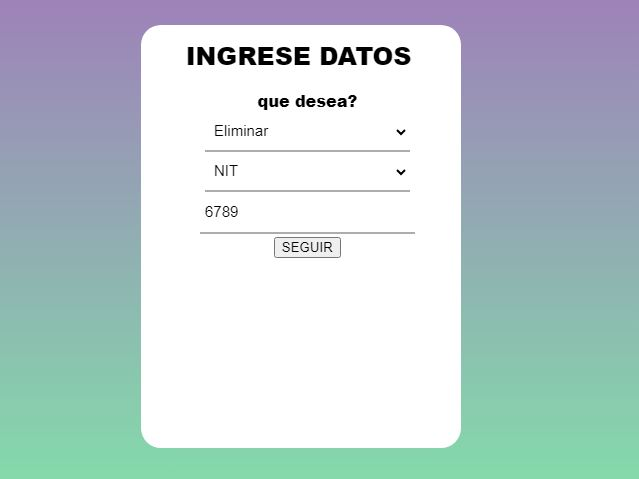 INGRESE DATOS
que desea?
Eliminar
NIT
6789
SEGUIR